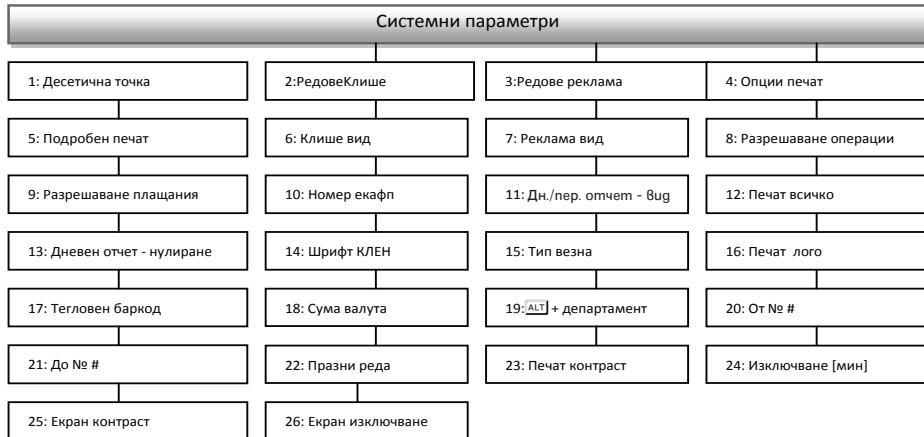 Системни параметри
1: Десетична точка
2:РедовеКлише
3:Редове реклама
4: Опции печат
5: Подробен печат
6: Клише вид
7: Реклама вид
8: Разрешаване операции
9: Разрешаване плащания
10: Номер екафп
11: Дн./пер. отчет - вид
12: Печат всичко
13: Дневен отчет - нулиране
14: Шрифт КЛЕН
15: Тип везна
16: Печат лого
17: Тегловен баркод
18: Сума валута
19: ALT + департамент
20: От № #
21: До № #
22: Празни реда
23: Печат контраст
24: Изключване [мин]
25: Екран контраст
26: Екран изключване